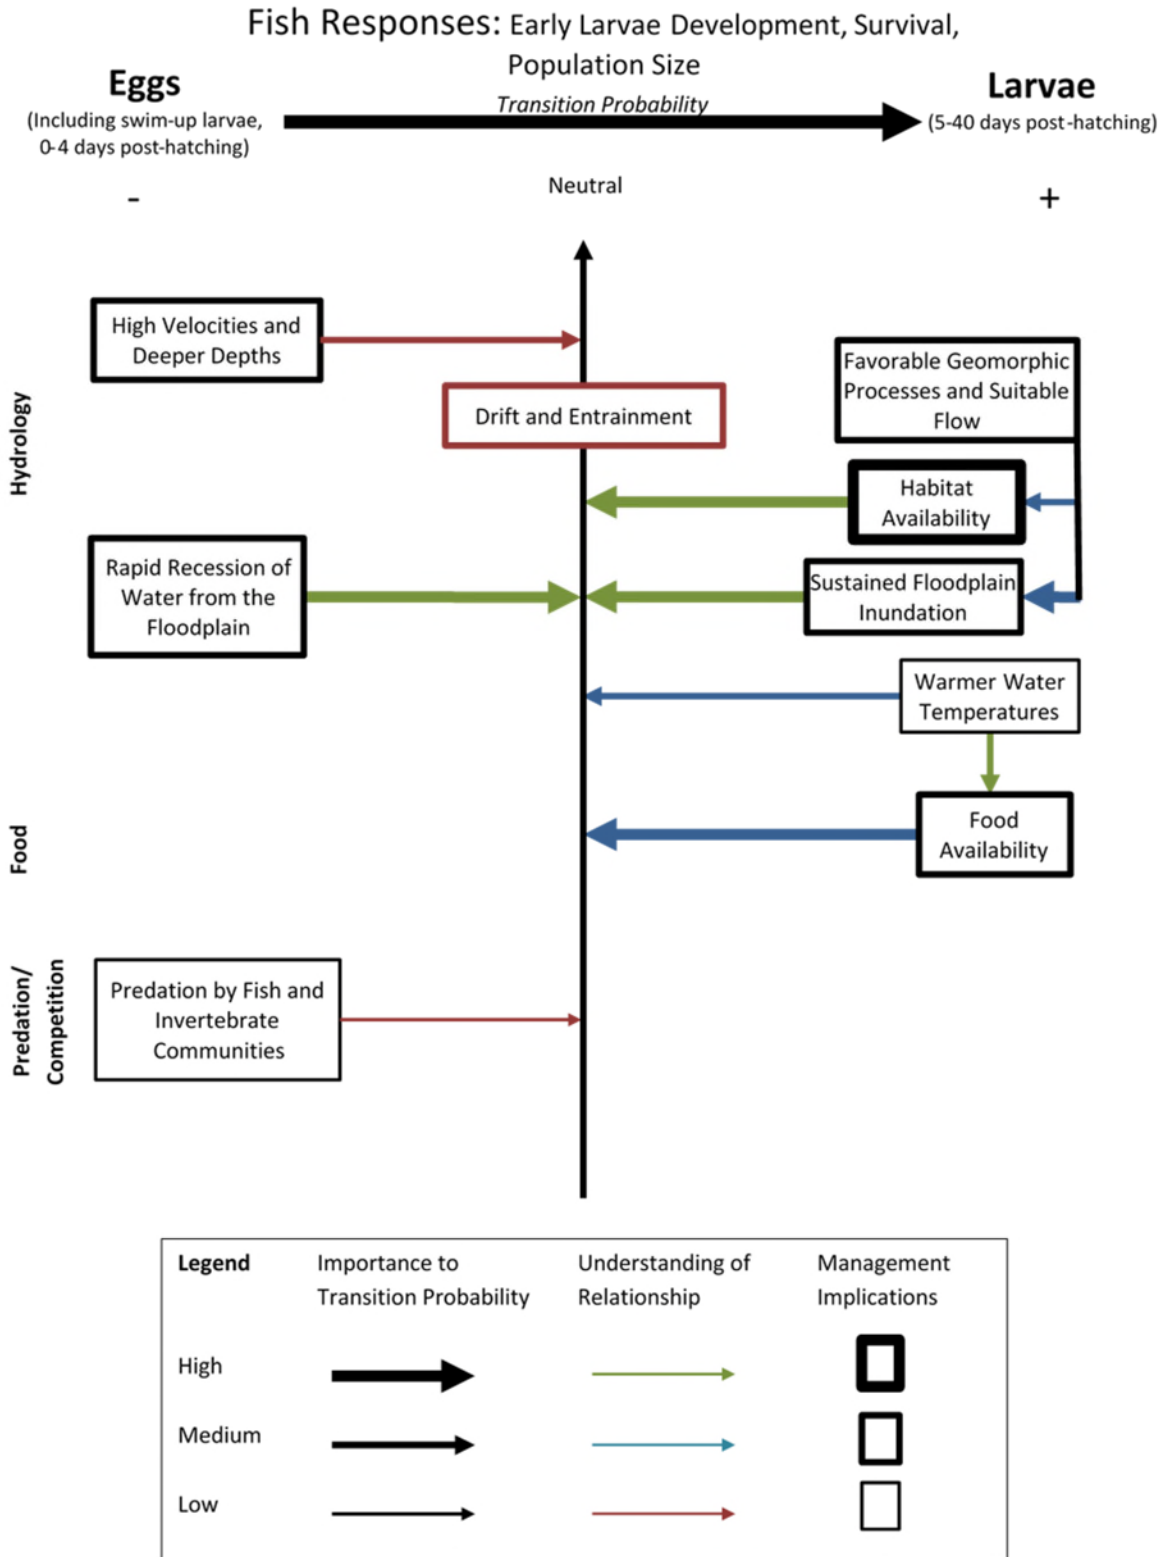 Fish Responses: Early Larvae Development, Survival,
Population Size
Eggs
(Including swim-up larvae,
0-4 days post-hatching)
Transition Probability
Larvae
(5-40 days post-hatching)
-
Neutral
+
Hydrology
High Velocities and
Deeper Depths
Drift and Entrainment
Favorable Geomorphic
Processes and Suitable
Flow
Habitat
Availability
Rapid Recession of
Water from the
Floodplain
Sustained Floodplain
Inundation
Warmer Water
Temperatures
Food
Food
Availability
Predation/
Competition
Predation by Fish and
Invertebrate
Communities
Legend
Importance to
Transition Probability
Understanding of
Relationship
Management
Implications
High
Medium
Low